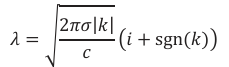 λ = √(2πσ|k|/c) (i + sgn(k))